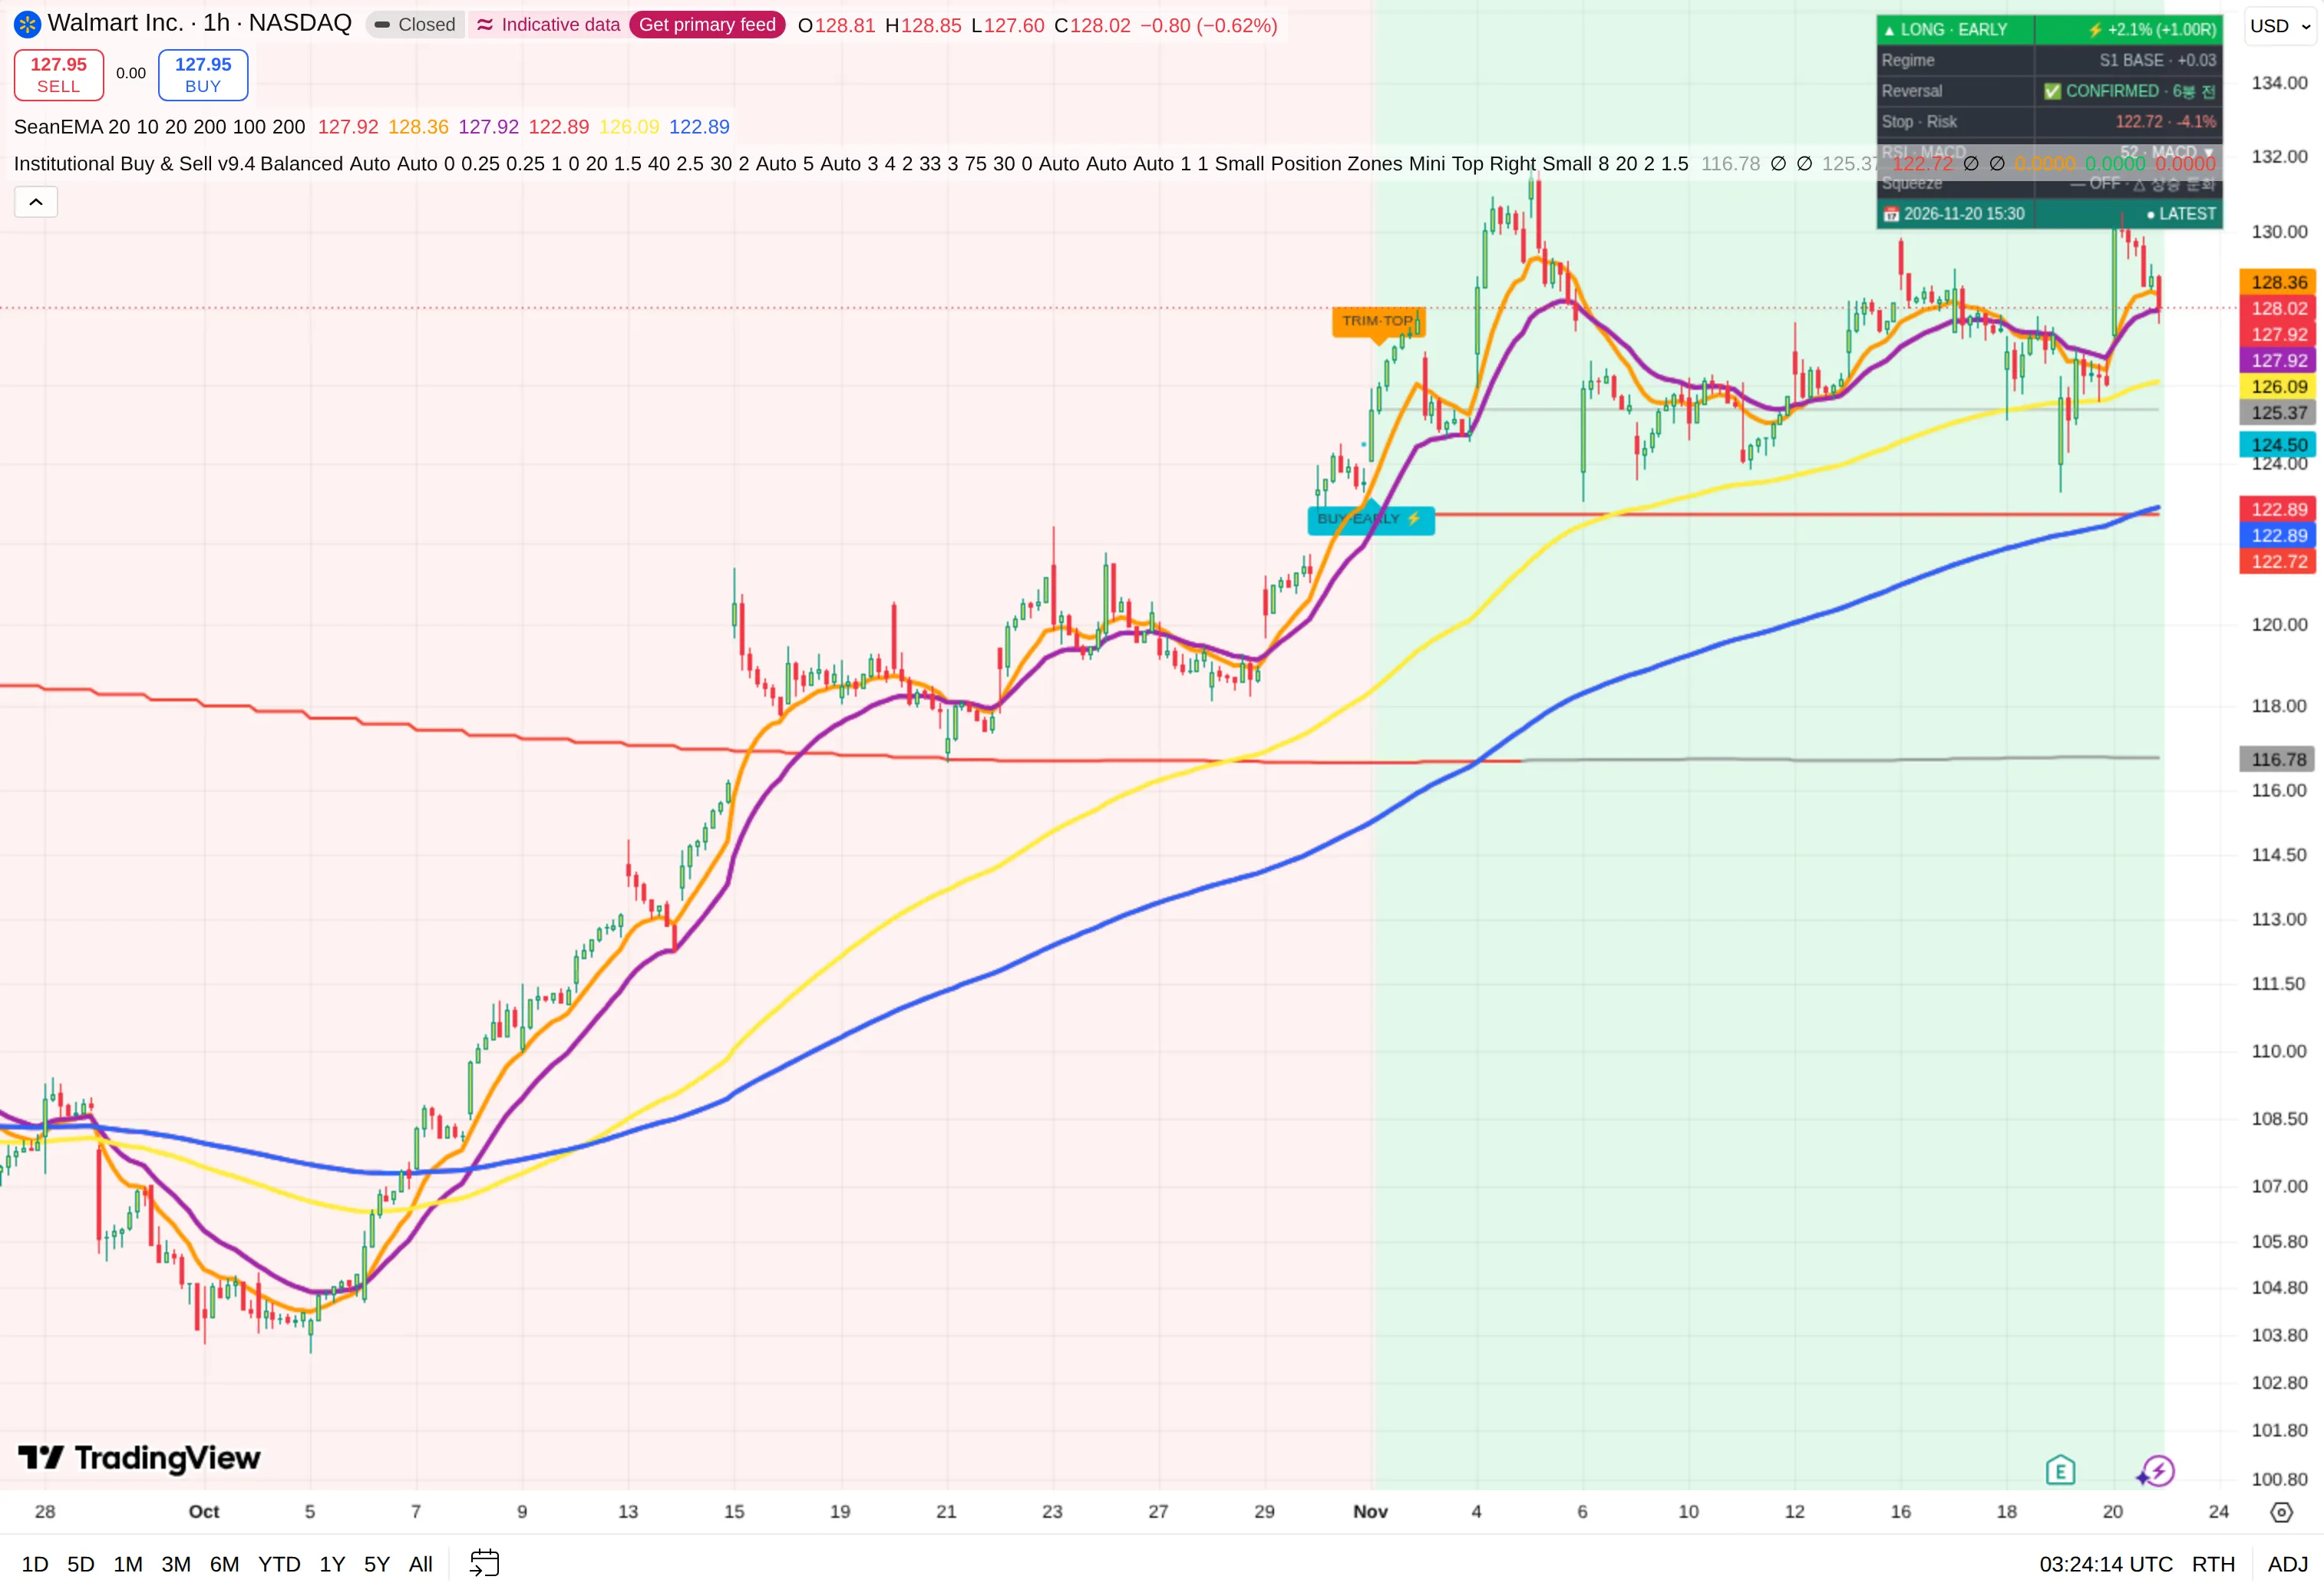 Walmart Inc. · 1h · NASDAQ Closed Indicative data Get primary feed O128.81 H128.85 L127.60 C128.02 −0.80 (−0.62%)
127.95 SELL
0.00
127.95 BUY
SeanEMA 20 10 20 200 100 200 127.92 128.36 127.92 122.89 126.09 122.89
Institutional Buy & Sell v9.4 Balanced Auto Auto 0 0.25 0.25 1 0 20 1.5 40 2.5 30 2 Auto 5 Auto 3 4 2 33 3 75 30 0 Auto Auto Auto 1 1 Small Position Zones Mini Top Right Small 8 20 2 1.5 116.78 ∅ ∅ 125.37 122.72 ∅ ∅ 0.0000 0.0000 0.0000
▲ LONG · EARLY ⚡ +2.1% (+1.00R)
Regime S1 BASE · +0.03
Reversal ✅ CONFIRMED · 6봉 전
Stop · Risk 122.72 · -4.1%
RSI · MACD 52 · MACD ▼
Squeeze — OFF · △ 상승 둔화
📅 2026-11-20 15:30 ● LATEST
USD
134.00
132.00
130.00
128.36
128.02
127.92
127.92
126.09
125.37
124.50
124.00
122.89
122.89
122.72
120.00
118.00
116.78
116.00
114.50
113.00
111.50
110.00
108.50
107.00
105.80
104.80
103.80
102.80
101.80
100.80
TRIM·TOP
BUY·EARLY ⚡
TradingView
E
28 Oct 5 7 9 13 15 19 21 23 27 29 Nov 4 6 10 12 16 18 20 24
1D 5D 1M 3M 6M YTD 1Y 5Y All
03:24:14 UTC RTH ADJ